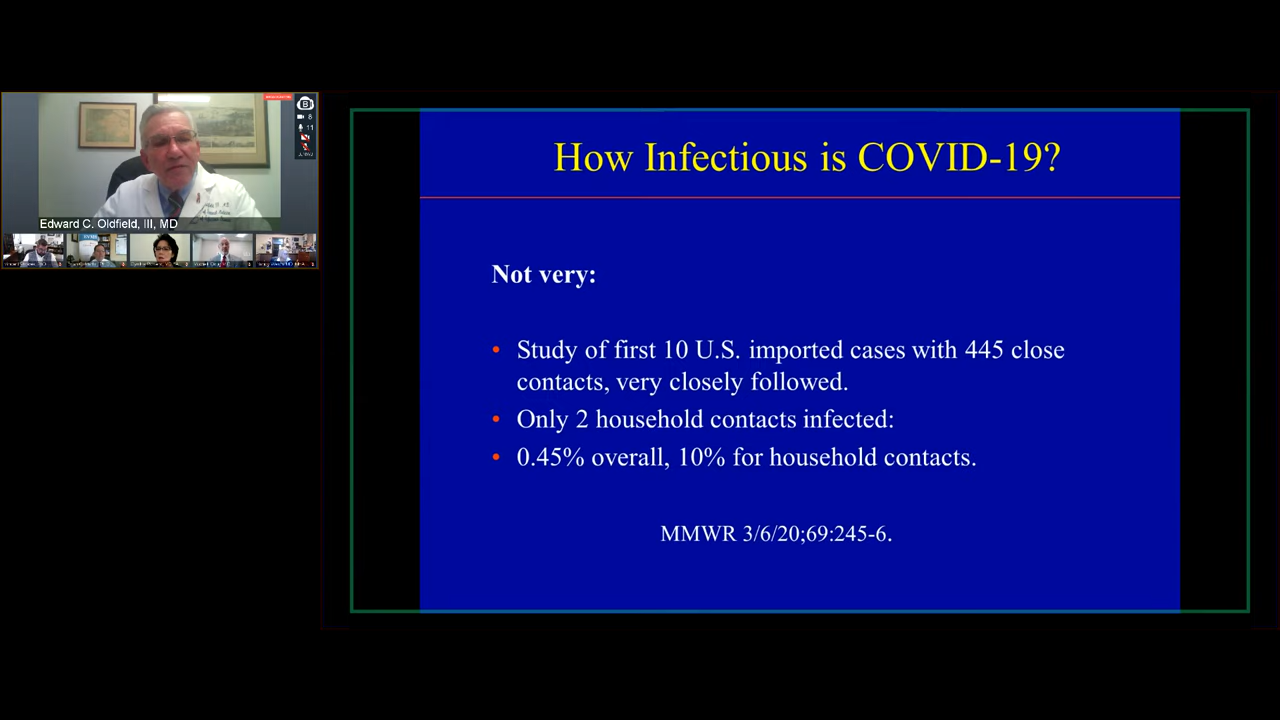 How Infectious is COVID-19?
8
11
Edward C. Oldfield, III, MD
Not very:
• Study of first 10 U.S. imported cases with 445 close
contacts, very closely followed.
• Only 2 household contacts infected:
• 0.45% overall, 10% for household contacts.
MMWR 3/6/20;69:245-6.